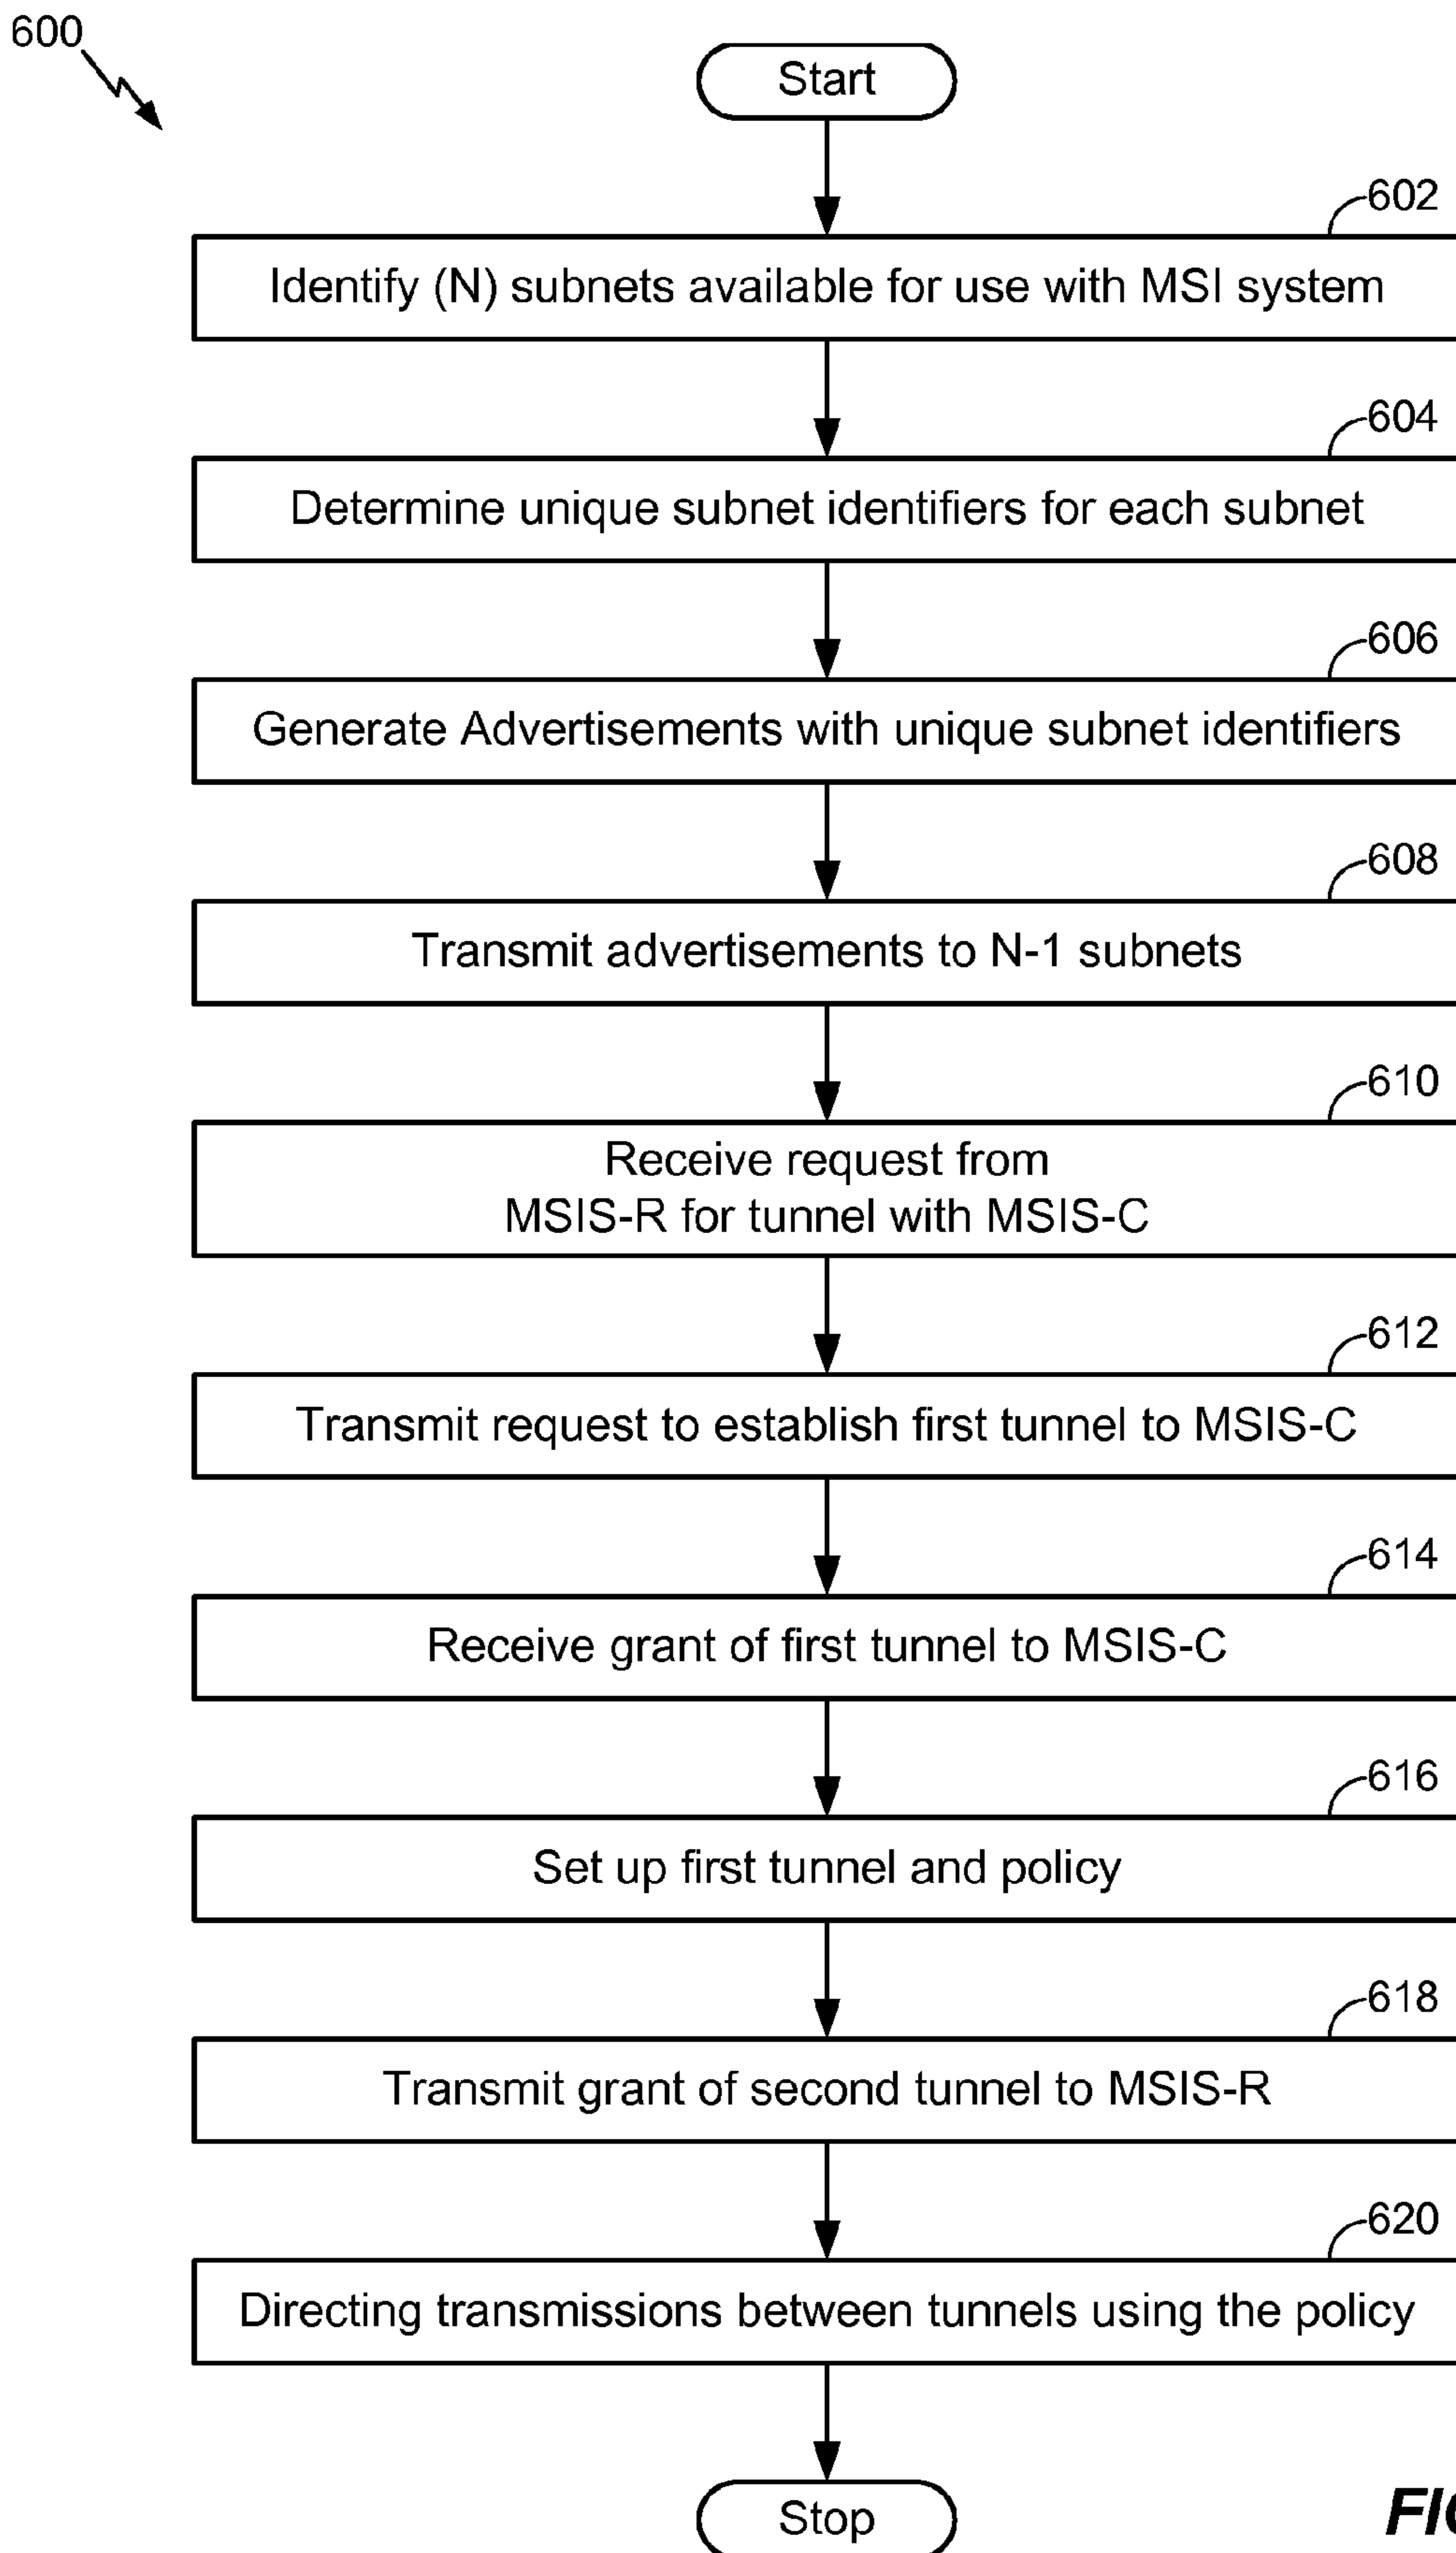 600
Start
602
Identify (N) subnets available for use with MSI system
604
Determine unique subnet identifiers for each subnet
606
Generate Advertisements with unique subnet identifiers
608
Transmit advertisements to N-1 subnets
610
Receive request from
MSIS-R for tunnel with MSIS-C
612
Transmit request to establish first tunnel to MSIS-C
614
Receive grant of first tunnel to MSIS-C
616
Set up first tunnel and policy
618
Transmit grant of second tunnel to MSIS-R
620
Directing transmissions between tunnels using the policy
Stop